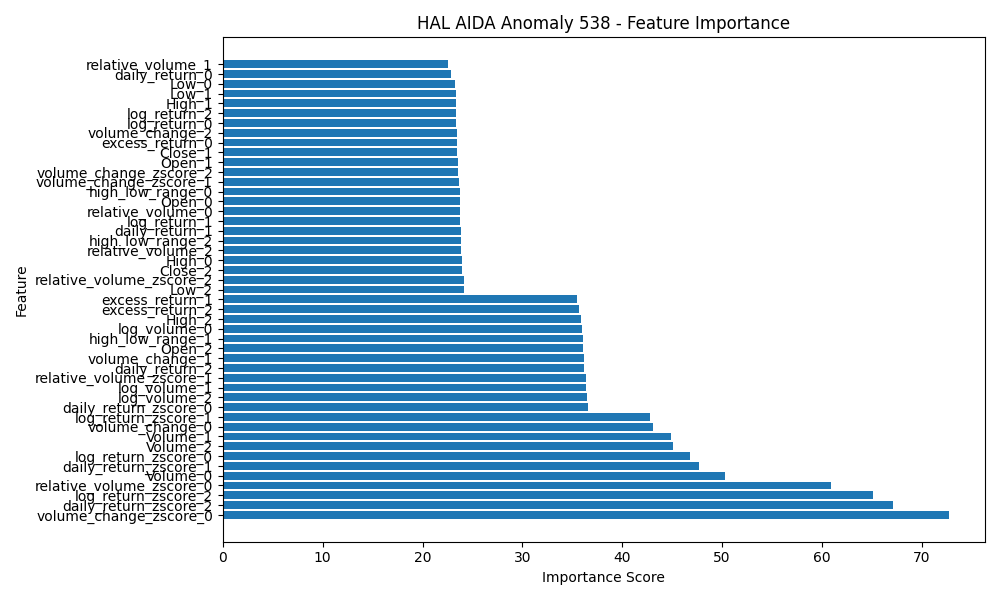 HAL AIDA Anomaly 538 - Feature Importance
relative_volume_1
daily_return_0
Low_0
Low_1
High_1
log_return_2
log_return_0
volume_change_2
excess_return_0
Close_1
Open_1
volume_change_zscore_2
volume_change_zscore_1
high_low_range_0
Open_0
relative_volume_0
log_return_1
daily_return_1
high_low_range_2
relative_volume_2
High_0
Close_2
relative_volume_zscore_2
Low_2
excess_return_1
excess_return_2
High_2
log_volume_0
high_low_range_1
Open_2
volume_change_1
daily_return_2
relative_volume_zscore_1
log_volume_1
log_volume_2
daily_return_zscore_0
log_return_zscore_1
volume_change_0
Volume_1
Volume_2
log_return_zscore_0
daily_return_zscore_1
Volume_0
relative_volume_zscore_0
log_return_zscore_2
daily_return_zscore_2
volume_change_zscore_0
Feature
0 10 20 30 40 50 60 70
Importance Score